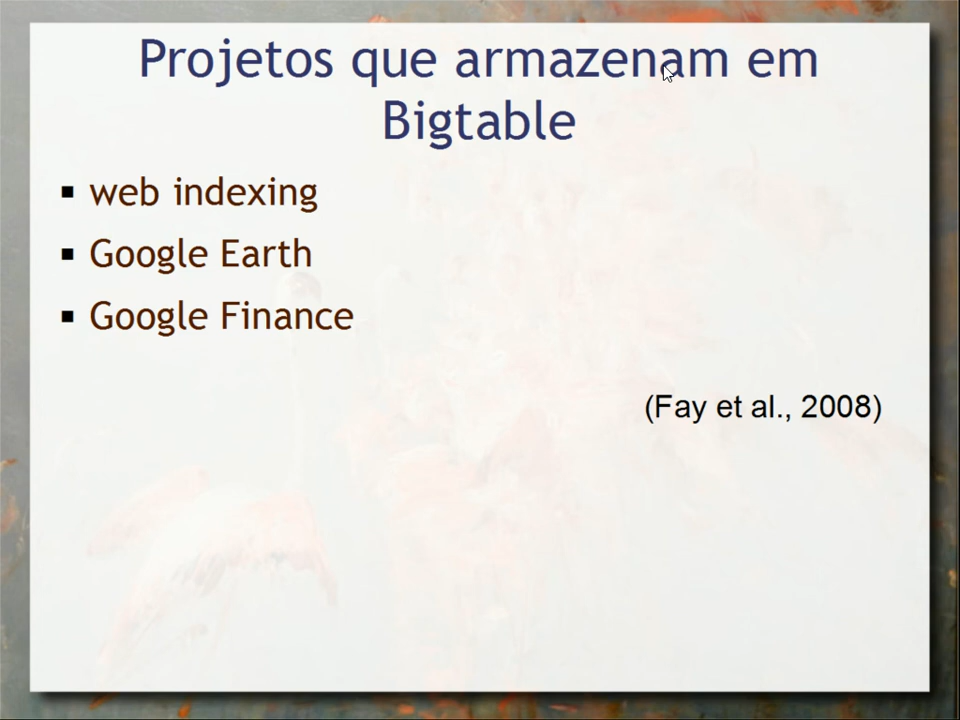 Projetos que armazenam em
Bigtable
▪ web indexing
▪ Google Earth
▪ Google Finance
(Fay et al., 2008)